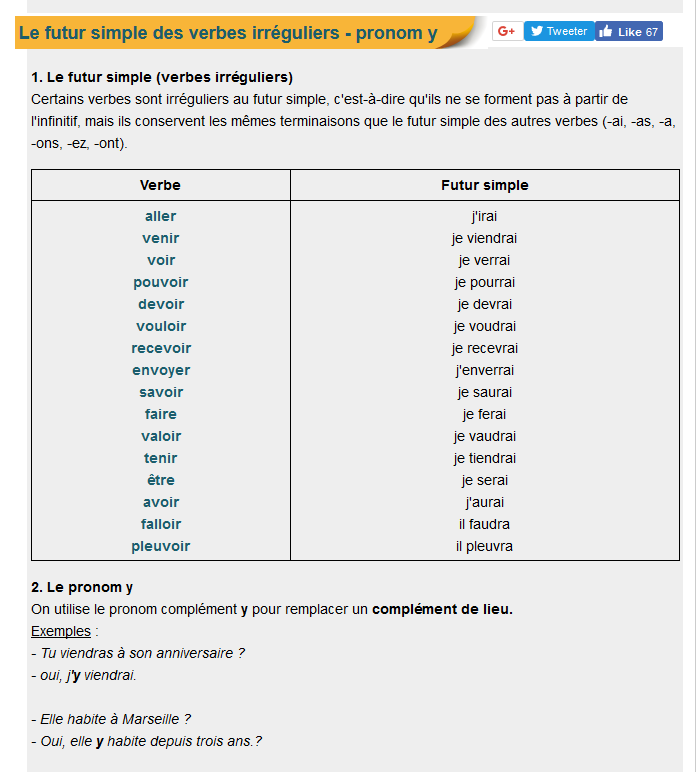 Le futur simple des verbes irréguliers - pronom y
G+ Tweeter Like 67
1. Le futur simple (verbes irréguliers)
Certains verbes sont irréguliers au futur simple, c'est-à-dire qu'ils ne se forment pas à partir de
l'infinitif, mais ils conservent les mêmes terminaisons que le futur simple des autres verbes (-ai, -as, -a,
-ons, -ez, -ont).
Verbe Futur simple
aller j'irai
venir je viendrai
voir je verrai
pouvoir je pourrai
devoir je devrai
vouloir je voudrai
recevoir je recevrai
envoyer j'enverrai
savoir je saurai
faire je ferai
valoir je vaudrai
tenir je tiendrai
être je serai
avoir j'aurai
falloir il faudra
pleuvoir il pleuvra
2. Le pronom y
On utilise le pronom complément y pour remplacer un complément de lieu.
Exemples :
- Tu viendras à son anniversaire ?
- oui, j'y viendrai.
- Elle habite à Marseille ?
- Oui, elle y habite depuis trois ans.?